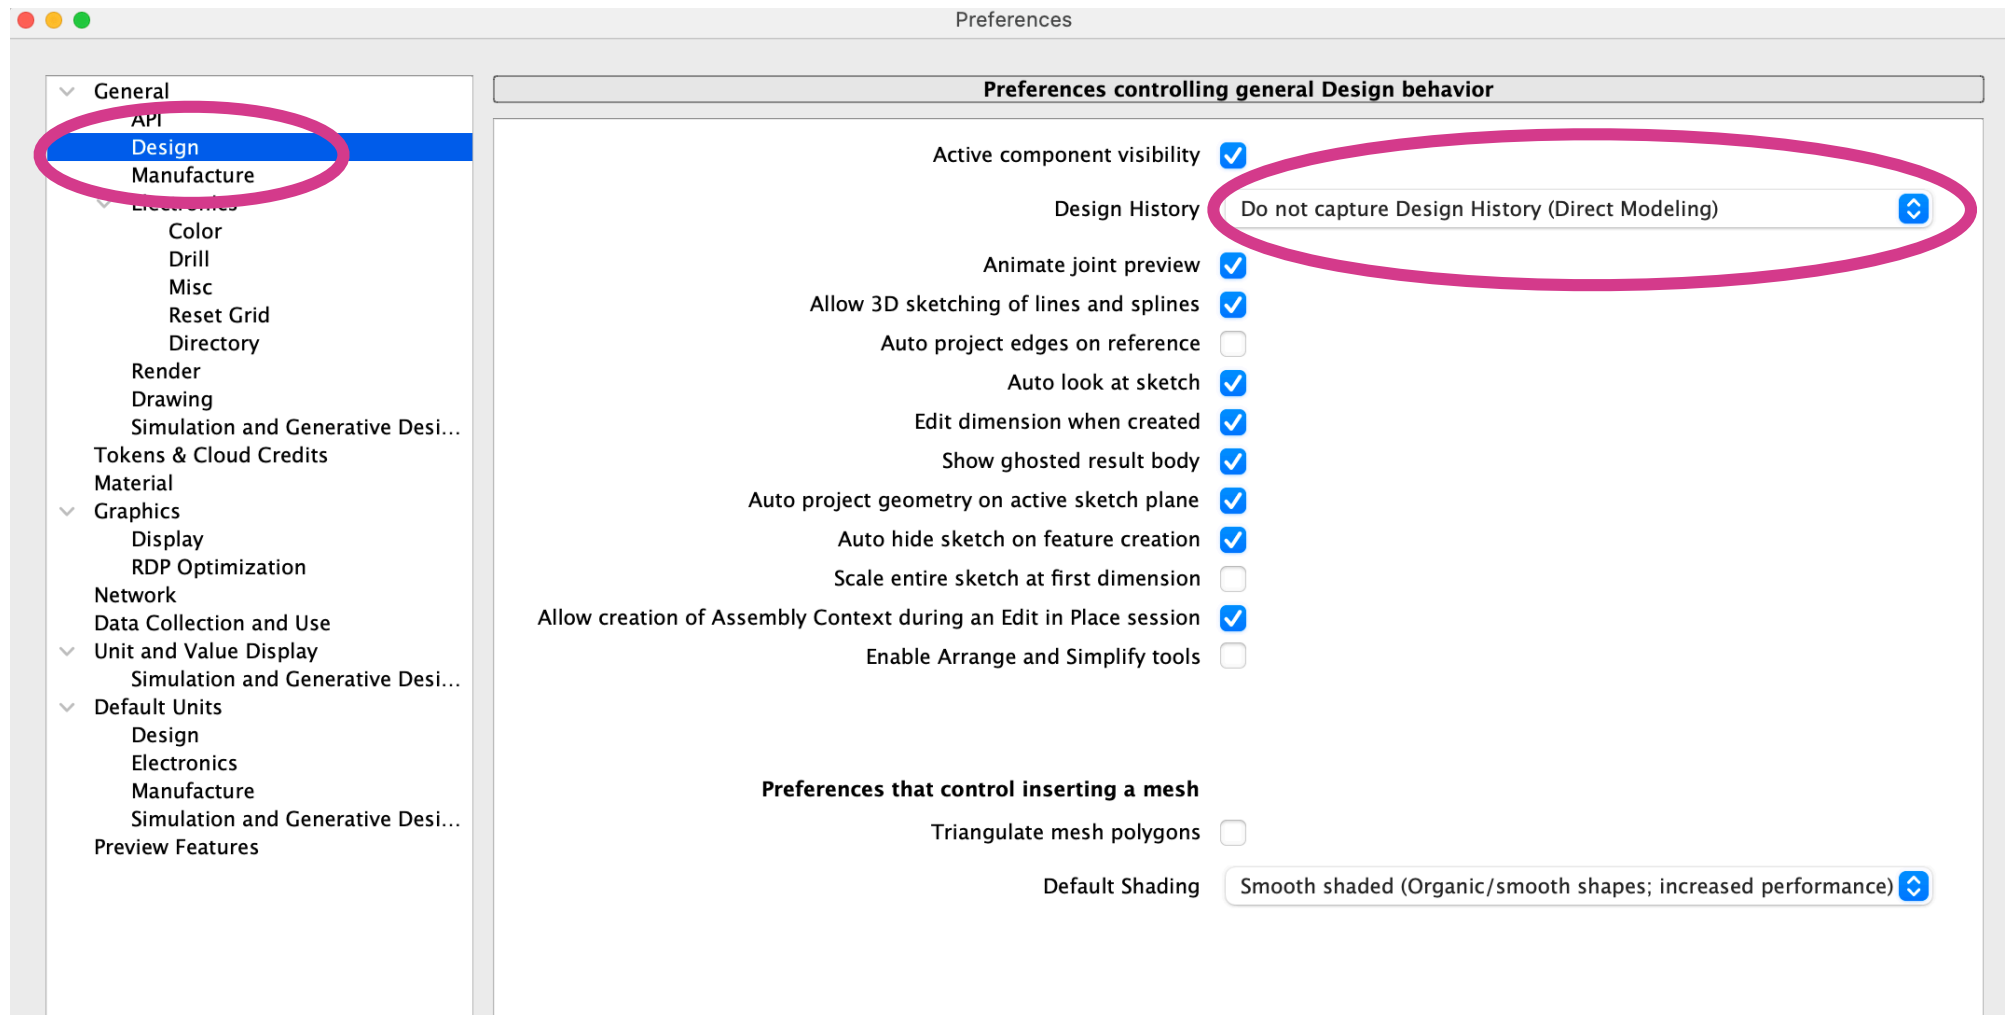 Preferences
General
API
Design
Manufacture
Electronics
Color
Drill
Misc
Reset Grid
Directory
Render
Drawing
Simulation and Generative Desi...
Tokens & Cloud Credits
Material
Graphics
Display
RDP Optimization
Network
Data Collection and Use
Unit and Value Display
Simulation and Generative Desi...
Default Units
Design
Electronics
Manufacture
Simulation and Generative Desi...
Preview Features
Preferences controlling general Design behavior
Active component visibility
Design History Do not capture Design History (Direct Modeling)
Animate joint preview
Allow 3D sketching of lines and splines
Auto project edges on reference
Auto look at sketch
Edit dimension when created
Show ghosted result body
Auto project geometry on active sketch plane
Auto hide sketch on feature creation
Scale entire sketch at first dimension
Allow creation of Assembly Context during an Edit in Place session
Enable Arrange and Simplify tools
Preferences that control inserting a mesh
Triangulate mesh polygons
Default Shading Smooth shaded (Organic/smooth shapes; increased performance)